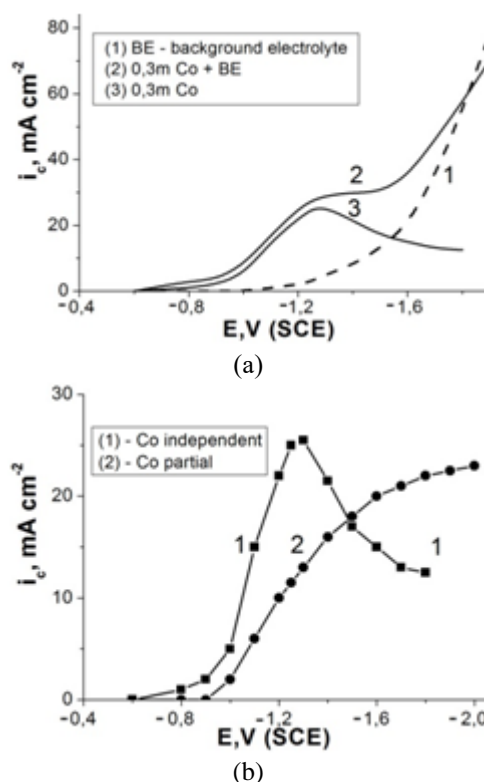 80
60
40
20
0
i_c, mA cm^-2
(1) BE - background electrolyte
(2) 0,3m Co + BE
(3) 0,3m Co
2
1
3
-0,4 -0,8 -1,2 -1,6
E,V (SCE)
(a)
30
20
10
0
i_c, mA cm^-2
(1) - Co independent
(2) - Co partial
1
2
1
-0,4 -0,8 -1,2 -1,6 -2,0
E,V (SCE)
(b)